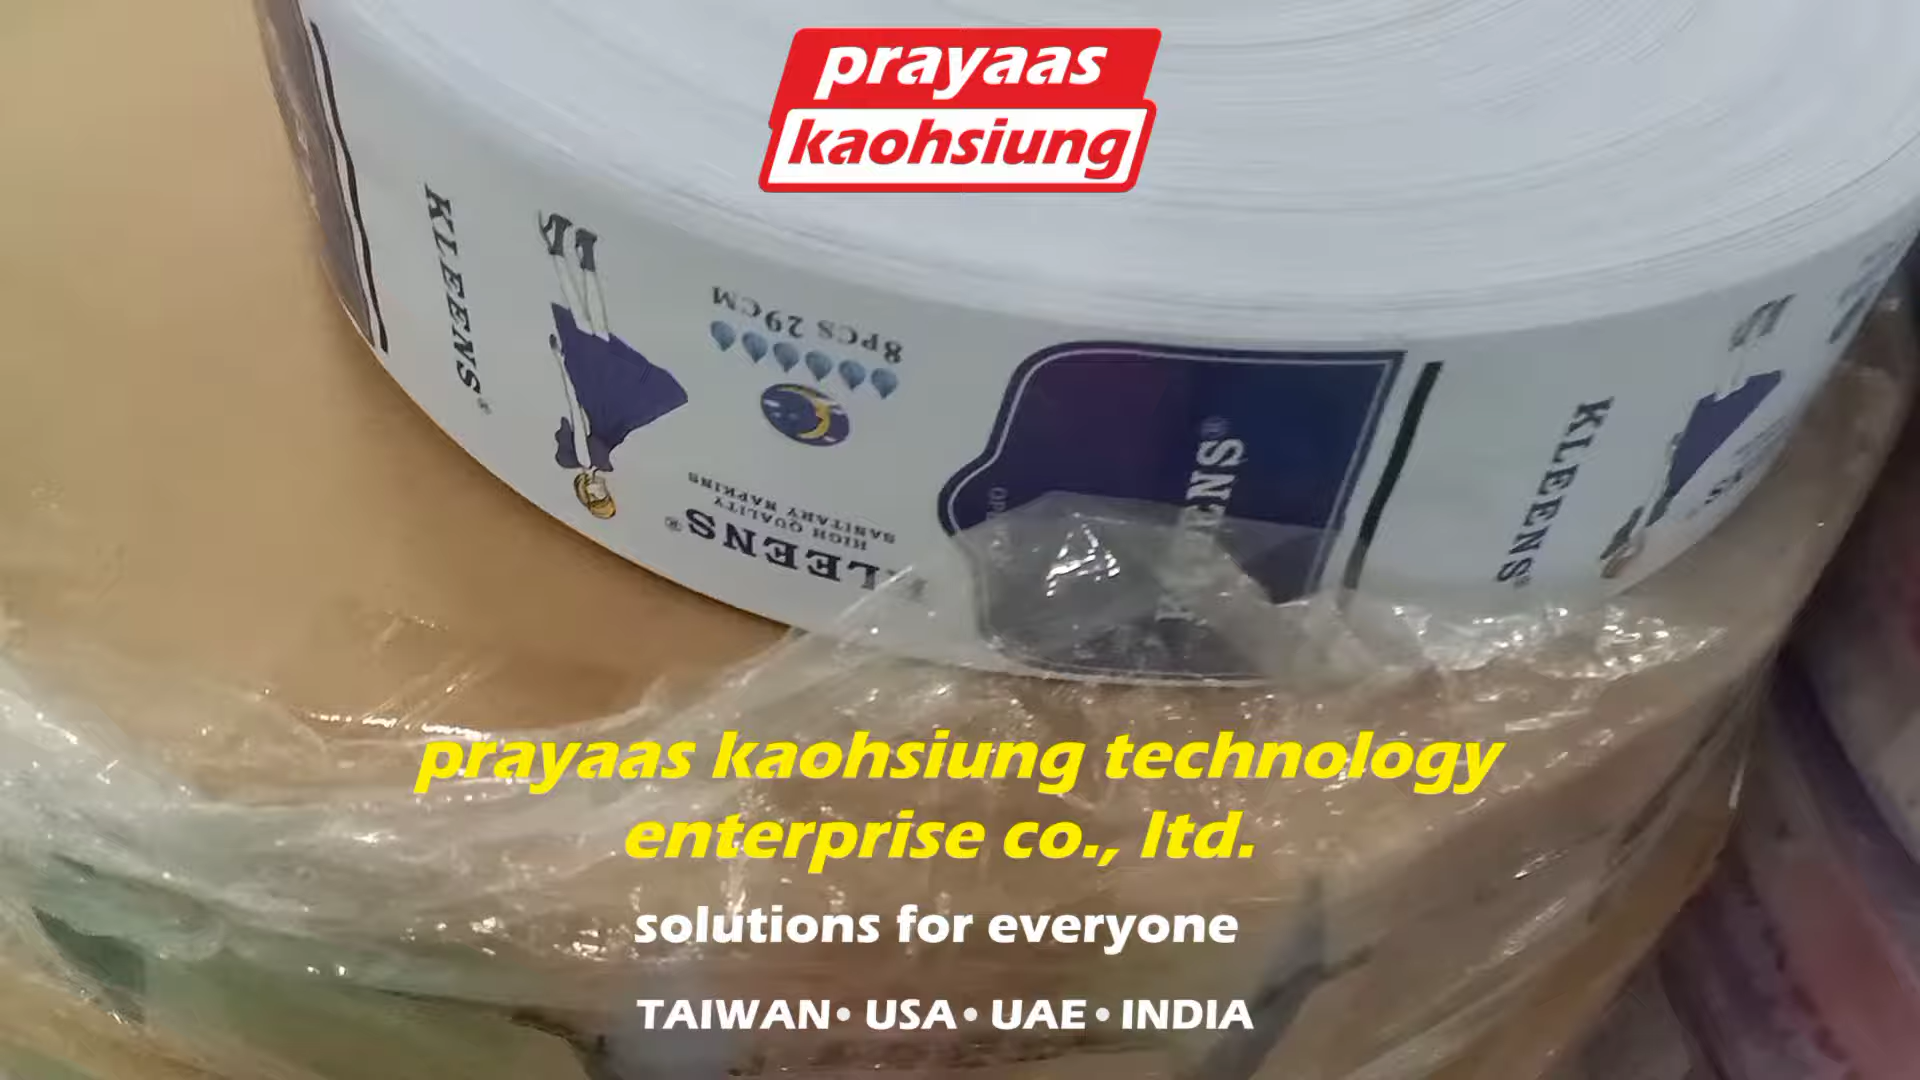 prayaas
kaohsiung
KLEENS®
8PCS 29CM
KLEENS®
HIGH QUALITY
SANITARY NAPKINS
KLEENS®
KLEENS®
prayaas kaohsiung technology
enterprise co., ltd.
solutions for everyone
TAIWAN• USA• UAE • INDIA